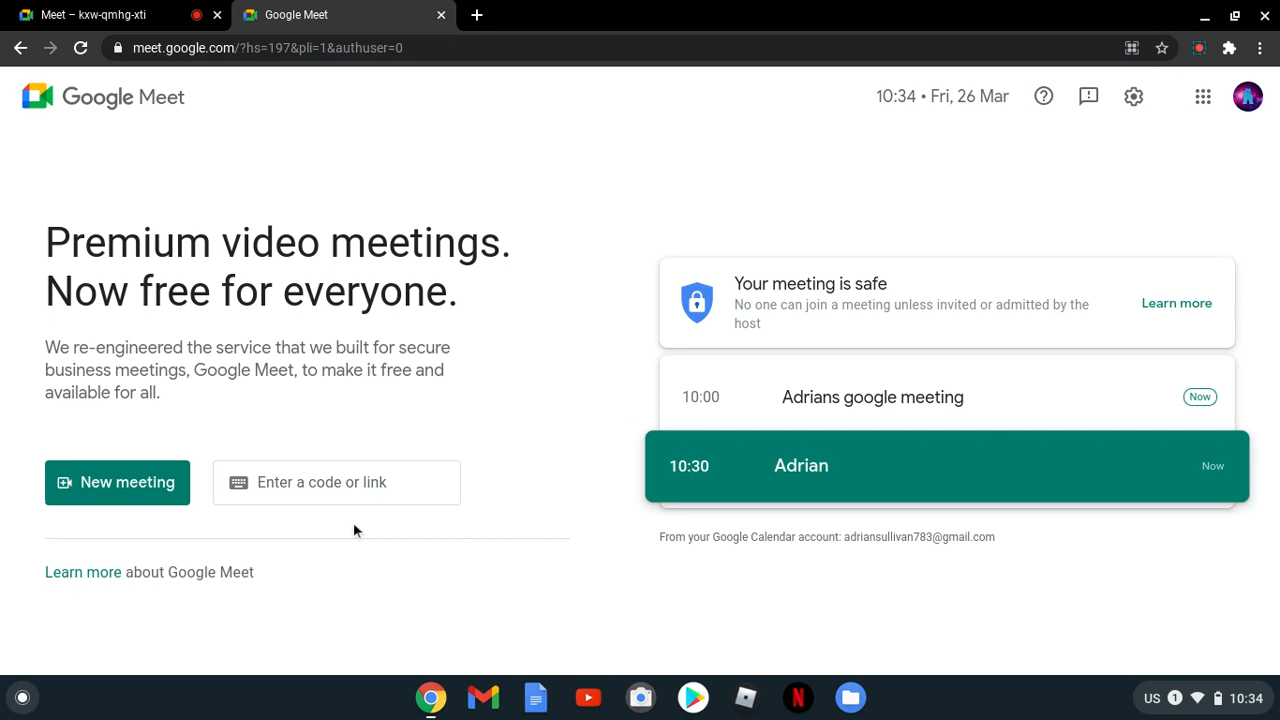 Meet – kxw-qmhg-xti
Google Meet
meet.google.com/?hs=197&pli=1&authuser=0
Google Meet
10:34 • Fri, 26 Mar
Premium video meetings.
Now free for everyone.
We re-engineered the service that we built for secure
business meetings, Google Meet, to make it free and
available for all.
New meeting
Enter a code or link
Learn more about Google Meet
Your meeting is safe
No one can join a meeting unless invited or admitted by the
host
Learn more
10:00 Adrians google meeting Now
10:30 Adrian Now
From your Google Calendar account: adriansullivan783@gmail.com
US 1 10:34